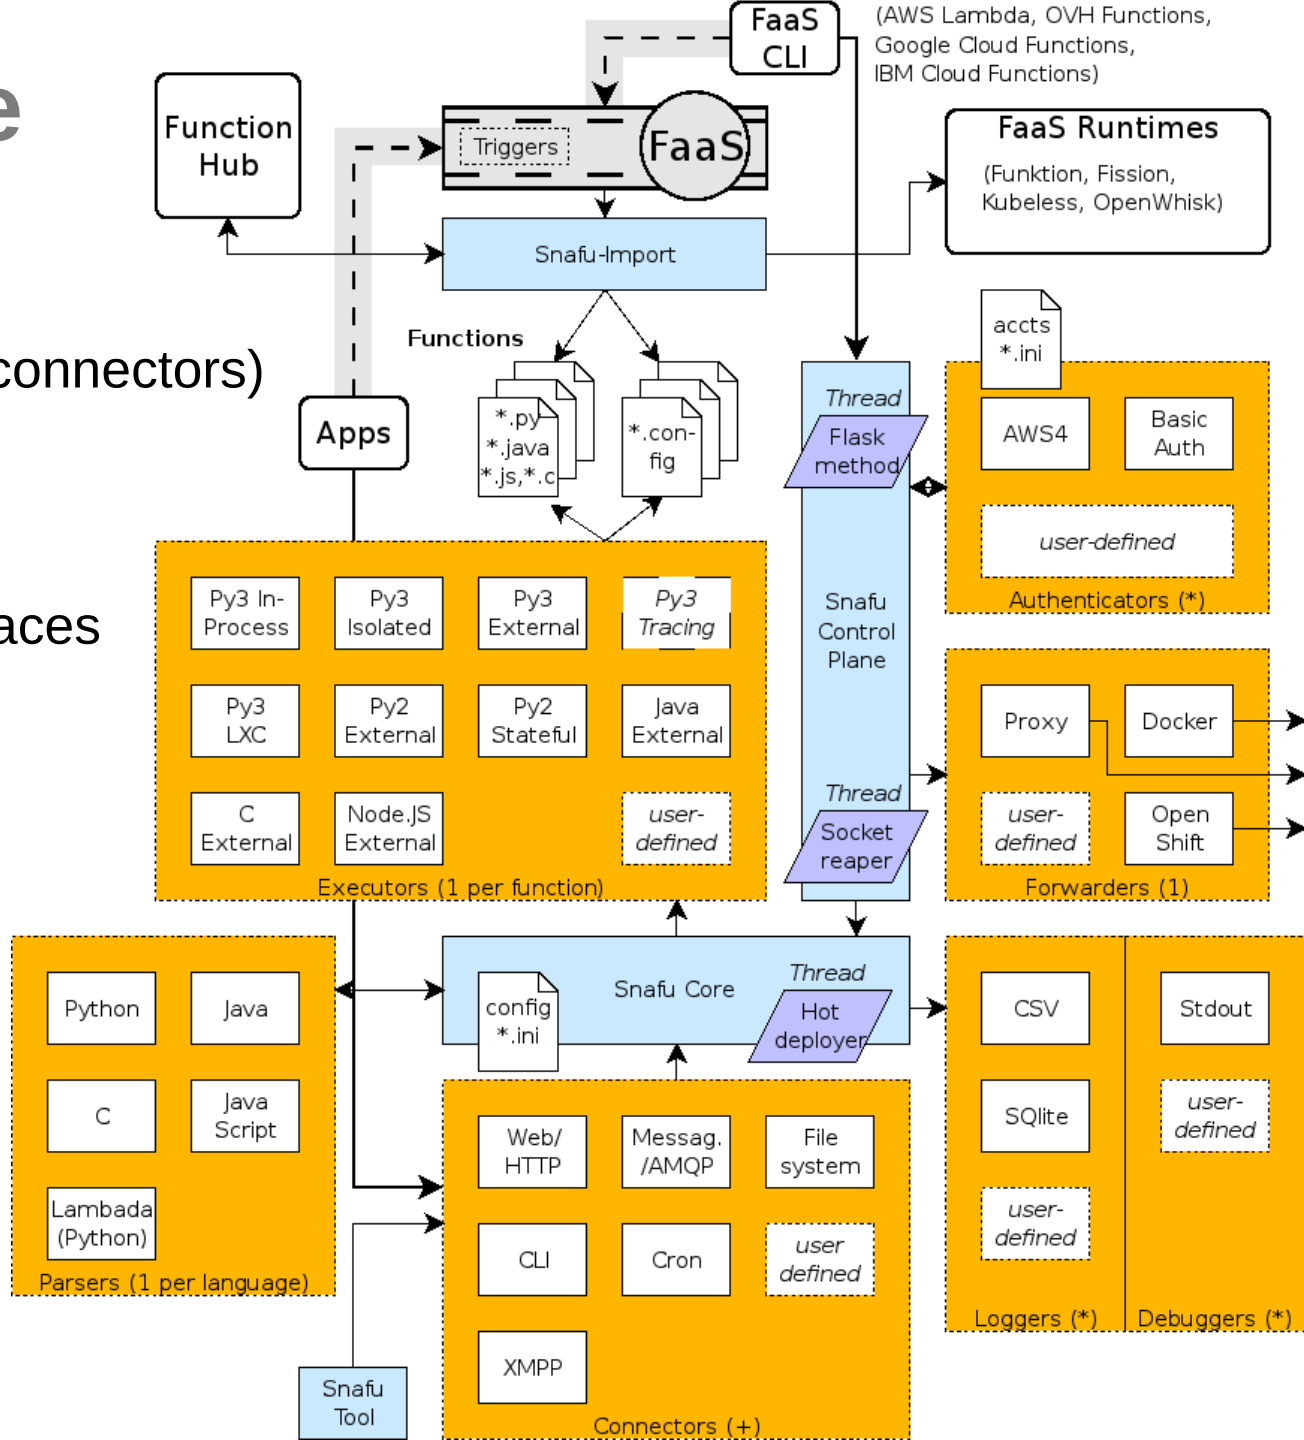 e
connectors)
aces
FaaS
CLI
(AWS Lambda, OVH Functions,
Google Cloud Functions,
IBM Cloud Functions)
Function
Hub
Triggers
FaaS
FaaS Runtimes
(Funktion, Fission,
Kubeless, OpenWhisk)
Snafu-Import
Functions
*.py
*.java
*.js,*.c
*.con-
fig
Apps
accts
*.ini
Thread
Flask
method
AWS4
Basic
Auth
user-defined
Authenticators (*)
Snafu
Control
Plane
Py3 In-
Process
Py3
Isolated
Py3
External
Py3
Tracing
Py3
LXC
Py2
External
Py2
Stateful
Java
External
C
External
Node.JS
External
user-
defined
Executors (1 per function)
Thread
Socket
reaper
Proxy
Docker
user-
defined
Open
Shift
Forwarders (1)
Python
Java
C
Java
Script
Lambada
(Python)
Parsers (1 per language)
config
*.ini
Snafu Core
Thread
Hot
deployer
CSV
Stdout
SQlite
user-
defined
user-
defined
Loggers (*)
Debuggers (*)
Web/
HTTP
Messag.
/AMQP
File
system
CLI
Cron
user
defined
XMPP
Connectors (+)
Snafu
Tool